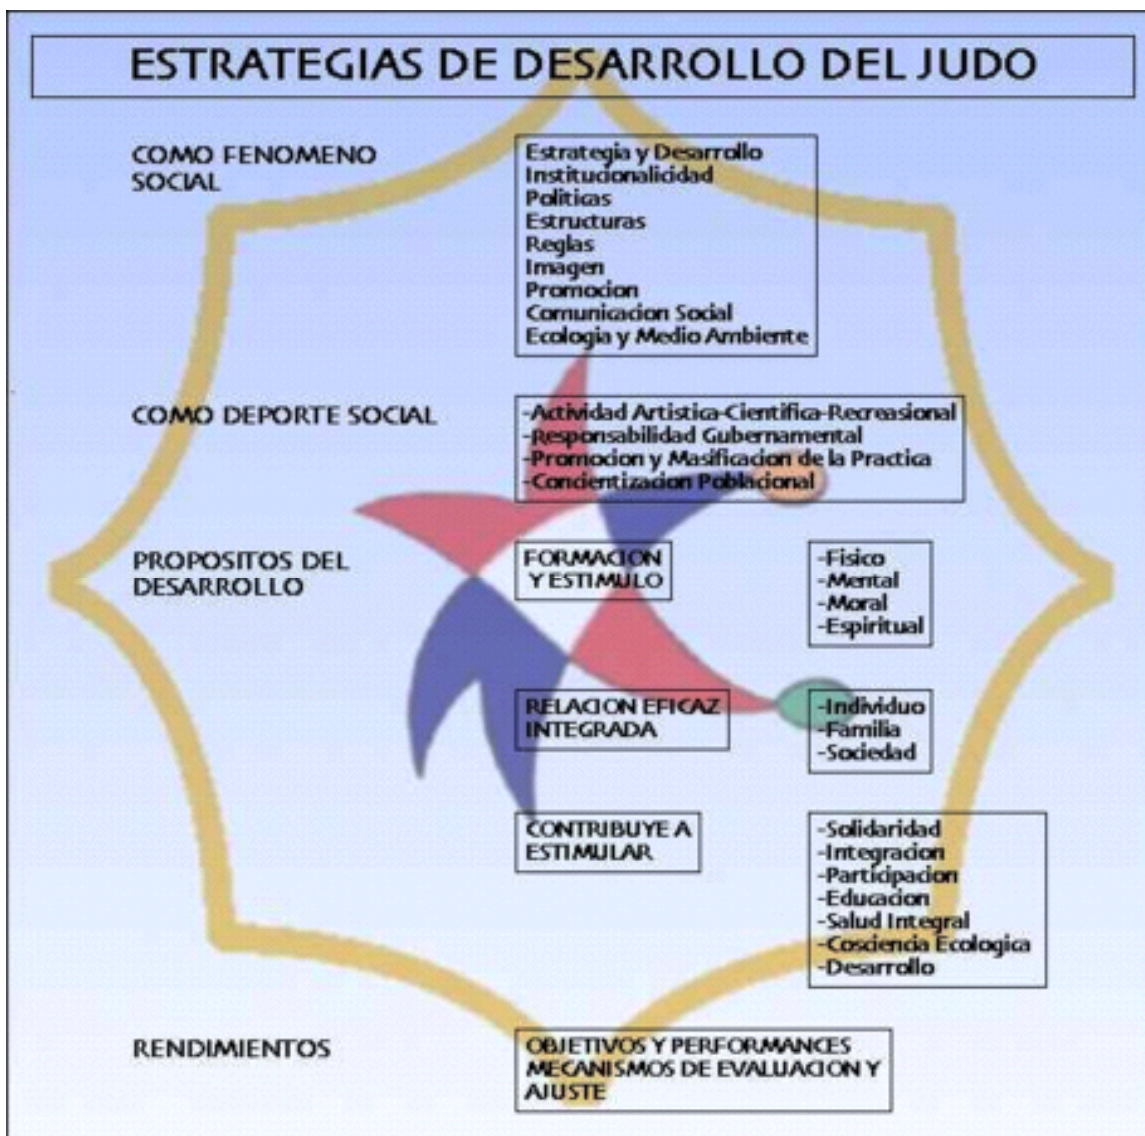 ESTRATEGIAS DE DESARROLLO DEL JUDO
COMO FENOMENO
SOCIAL
Estrategia y Desarrollo
Institucionalicidad
Politicas
Estructuras
Reglas
Imagen
Promocion
Comunicacion Social
Ecologia y Medio Ambiente
COMO DEPORTE SOCIAL
-Actividad Artistica-Cientifica-Recreasional
-Responsabilidad Gubernamental
-Promocion y Masificacion de la Practica
-Concientizacion Poblacional
PROPOSITOS DEL
DESARROLLO
FORMACION
Y ESTIMULO
-Fisico
-Mental
-Moral
-Espiritual
RELACION EFICAZ
INTEGRADA
-Individuo
-Familia
-Sociedad
CONTRIBUYE A
ESTIMULAR
-Solidaridad
-Integracion
-Participacion
-Educacion
-Salud Integral
-Cosciencia Ecologica
-Desarrollo
RENDIMIENTOS
OBJETIVOS Y PERFORMANCES
MECANISMOS DE EVALUACION Y
AJUSTE